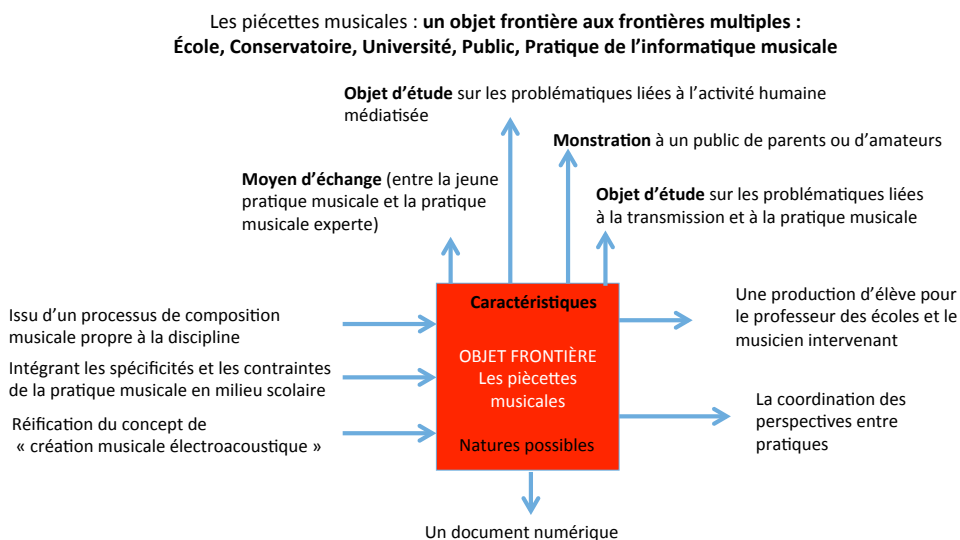 Les piécettes musicales : un objet frontière aux frontières multiples :
École, Conservatoire, Université, Public, Pratique de l'informatique musicale
Objet d'étude sur les problématiques liées à l'activité humaine
médiatisée
Monstration à un public de parents ou d'amateurs
Moyen d'échange (entre la jeune
pratique musicale et la pratique
musicale experte)
Objet d'étude sur les problématiques liées
à la transmission et à la pratique musicale
Issu d'un processus de composition
musicale propre à la discipline
Intégrant les spécificités et les contraintes
de la pratique musicale en milieu scolaire
Réification du concept de
« création musicale électroacoustique »
Caractéristiques
OBJET FRONTIÈRE
Les piècettes
musicales
Natures possibles
Une production d'élève pour
le professeur des écoles et le
musicien intervenant
La coordination des
perspectives entre
pratiques
Un document numérique